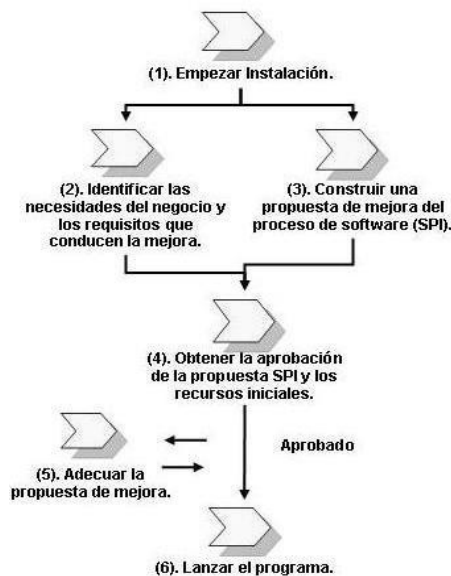 (1). Empezar Instalación.
(2). Identificar las
necesidades del negocio y
los requisitos que
conducen la mejora.
(3). Construir una
propuesta de mejora del
proceso de software (SPI).
(4). Obtener la aprobación
de la propuesta SPI y los
recursos iniciales.
Aprobado
(5). Adecuar la
propuesta de mejora.
(6). Lanzar el programa.